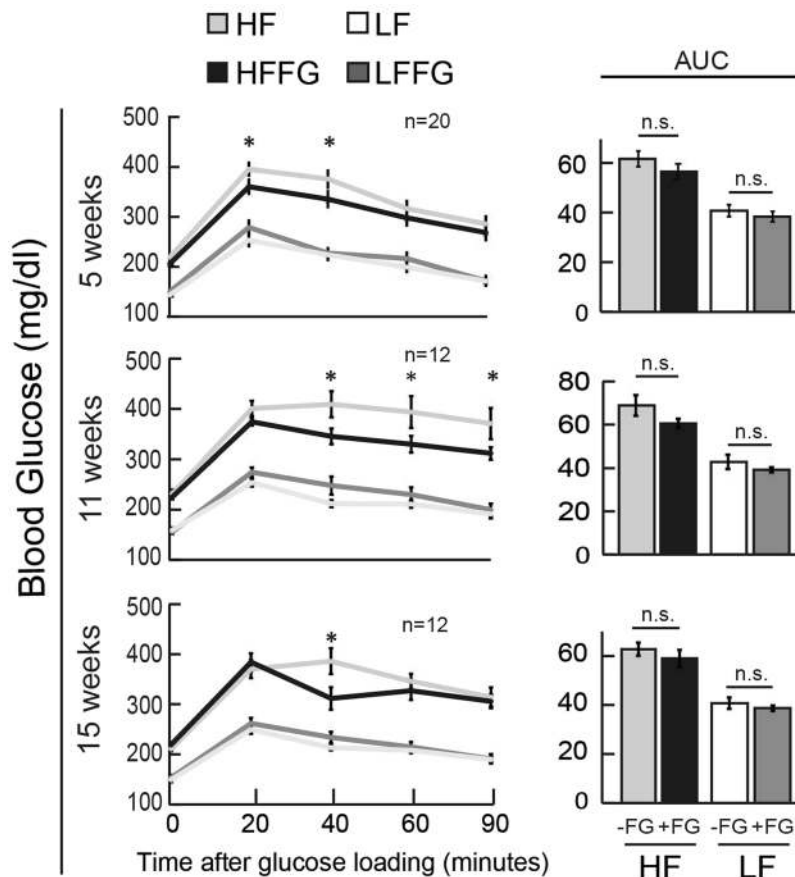 HF LF
HFFG LFFG
AUC
Blood Glucose (mg/dl)
5 weeks
500
400
300
200
100
* *
n=20
n.s.
n.s.
60
40
20
0
11 weeks
500
400
300
200
100
n=12
* * *
n.s.
n.s.
80
60
40
20
0
15 weeks
500
400
300
200
100
n=12
*
n.s.
n.s.
60
40
20
0
0 20 40 60 90
Time after glucose loading (minutes)
-FG +FG -FG +FG
HF LF